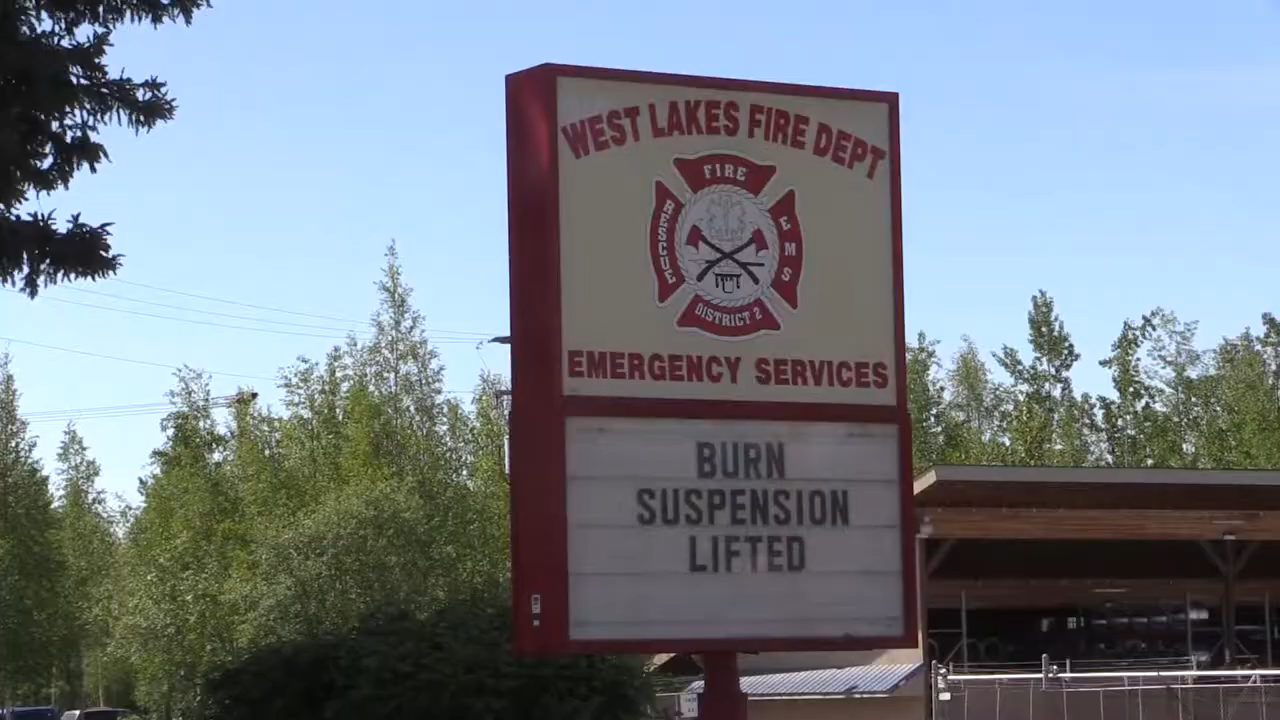 WEST LAKES FIRE DEPT
FIRE
RESCUE
EMS
DISTRICT 2
EMERGENCY SERVICES
BURN
SUSPENSION
LIFTED